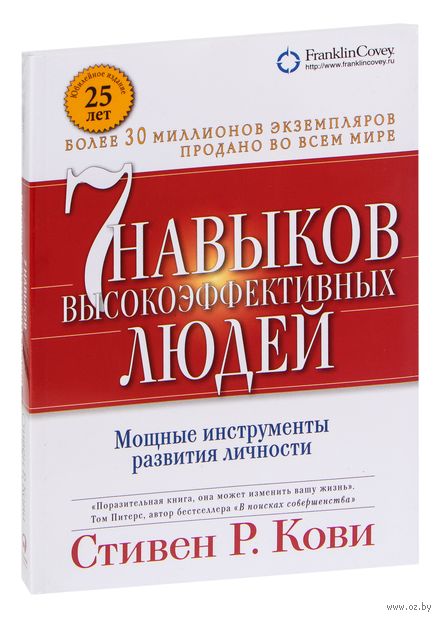 FranklinCovey
http://www.franklincovey.ru
Юбилейное издание
25
ЛЕТ
БОЛЕЕ 30 МИЛЛИОНОВ ЭКЗЕМПЛЯРОВ
ПРОДАНО ВО ВСЕМ МИРЕ
7 НАВЫКОВ
ВЫСОКОЭФФЕКТИВНЫХ
ЛЮДЕЙ
Мощные инструменты
развития личности
«Поразительная книга, она может изменить вашу жизнь».
Том Питерс, автор бестселлера «В поисках совершенства»
Стивен Р. Кови
www.oz.by